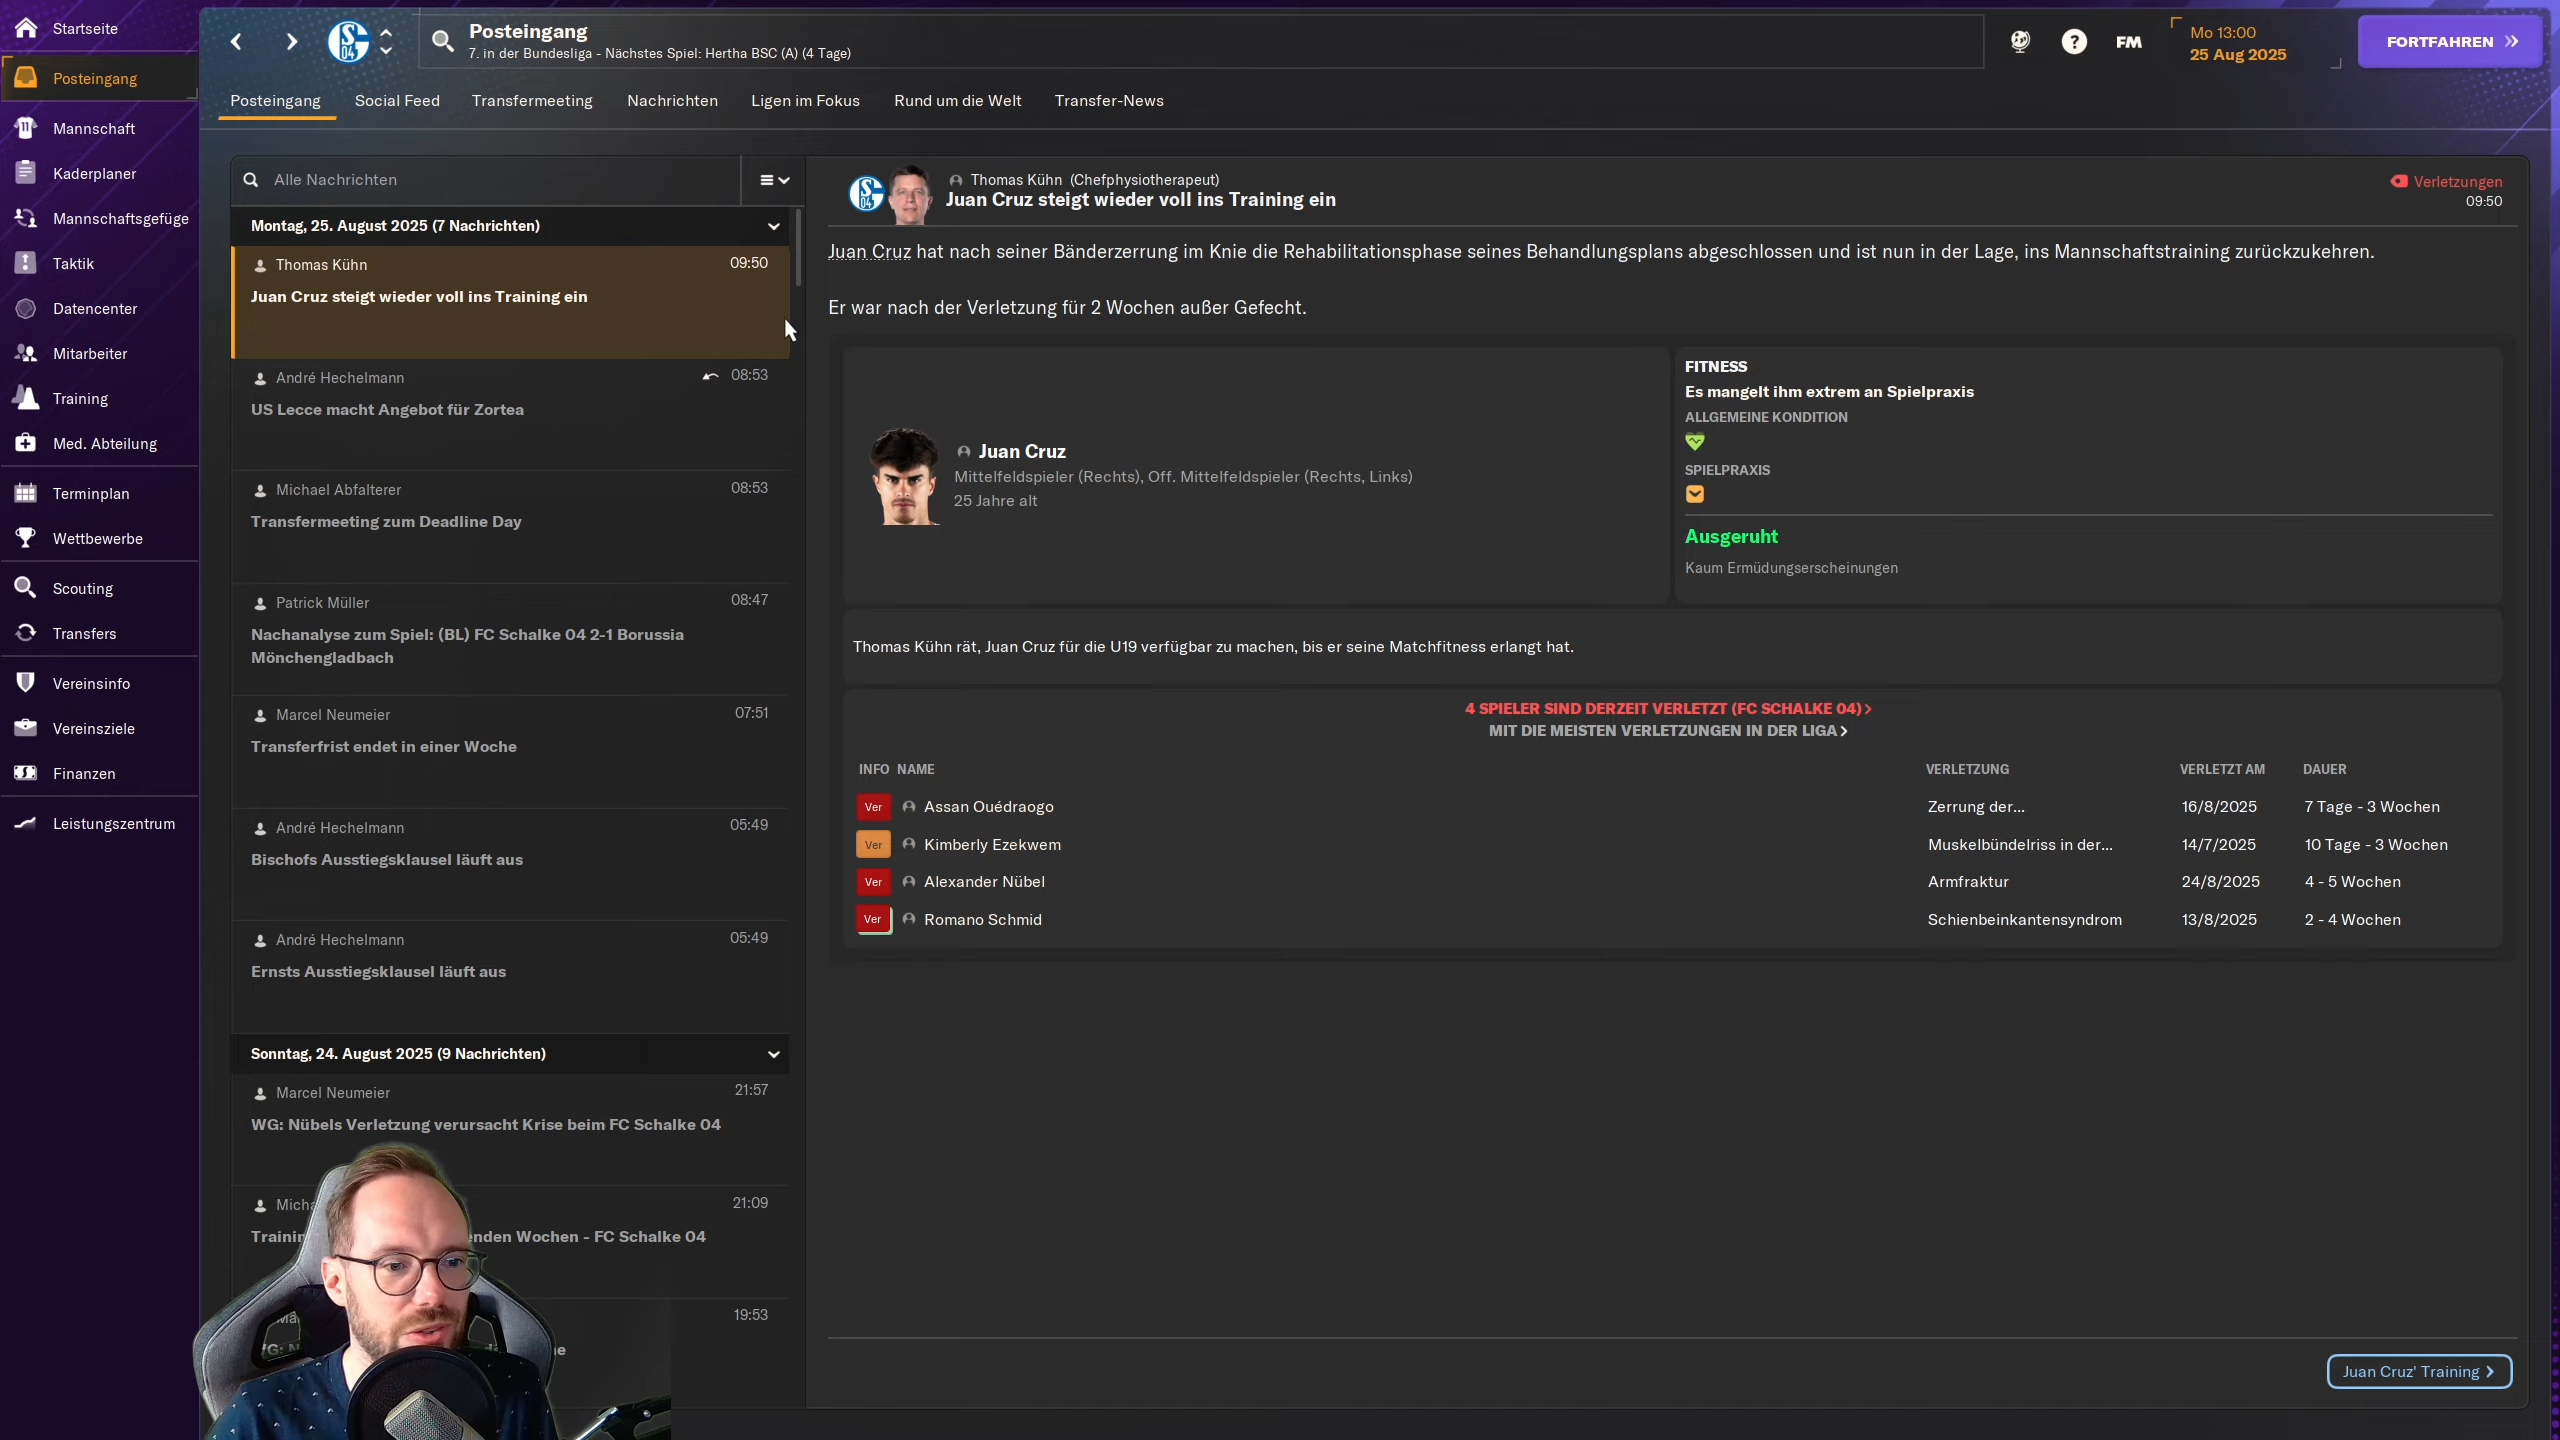 Startseite
Posteingang
Mannschaft
Kaderplaner
Mannschaftsgefüge
Taktik
Datencenter
Mitarbeiter
Training
Med. Abteilung
Terminplan
Wettbewerbe
Scouting
Transfers
Vereinsinfo
Vereinsziele
Finanzen
Leistungszentrum
Posteingang
7. in der Bundesliga - Nächstes Spiel: Hertha BSC (A) (4 Tage)
FM
Mo 13:00
25 Aug 2025
FORTFAHREN
Posteingang Social Feed Transfermeeting Nachrichten Ligen im Fokus Rund um die Welt Transfer-News
Alle Nachrichten
Montag, 25. August 2025 (7 Nachrichten)
Thomas Kühn 09:50
Juan Cruz steigt wieder voll ins Training ein
André Hechelmann 08:53
US Lecce macht Angebot für Zortea
Michael Abfalterer 08:53
Transfermeeting zum Deadline Day
Patrick Müller 08:47
Nachanalyse zum Spiel: (BL) FC Schalke 04 2-1 Borussia
Mönchengladbach
Marcel Neumeier 07:51
Transferfrist endet in einer Woche
André Hechelmann 05:49
Bischofs Ausstiegsklausel läuft aus
André Hechelmann 05:49
Ernsts Ausstiegsklausel läuft aus
Sonntag, 24. August 2025 (9 Nachrichten)
Marcel Neumeier 21:57
WG: Nübels Verletzung verursacht Krise beim FC Schalke 04
21:09
enden Wochen - FC Schalke 04
19:53
Thomas Kühn (Chefphysiotherapeut)
Juan Cruz steigt wieder voll ins Training ein
Verletzungen
09:50
Juan Cruz hat nach seiner Bänderzerrung im Knie die Rehabilitationsphase seines Behandlungsplans abgeschlossen und ist nun in der Lage, ins Mannschaftstraining zurückzukehren.
Er war nach der Verletzung für 2 Wochen außer Gefecht.
Juan Cruz
Mittelfeldspieler (Rechts), Off. Mittelfeldspieler (Rechts, Links)
25 Jahre alt
FITNESS
Es mangelt ihm extrem an Spielpraxis
ALLGEMEINE KONDITION
SPIELPRAXIS
Ausgeruht
Kaum Ermüdungserscheinungen
Thomas Kühn rät, Juan Cruz für die U19 verfügbar zu machen, bis er seine Matchfitness erlangt hat.
4 SPIELER SIND DERZEIT VERLETZT (FC SCHALKE 04)
MIT DIE MEISTEN VERLETZUNGEN IN DER LIGA
INFO NAME VERLETZUNG VERLETZT AM DAUER
Ver Assan Ouédraogo Zerrung der... 16/8/2025 7 Tage - 3 Wochen
Ver Kimberly Ezekwem Muskelbündelriss in der... 14/7/2025 10 Tage - 3 Wochen
Ver Alexander Nübel Armfraktur 24/8/2025 4 - 5 Wochen
Ver Romano Schmid Schienbeinkantensyndrom 13/8/2025 2 - 4 Wochen
Juan Cruz' Training